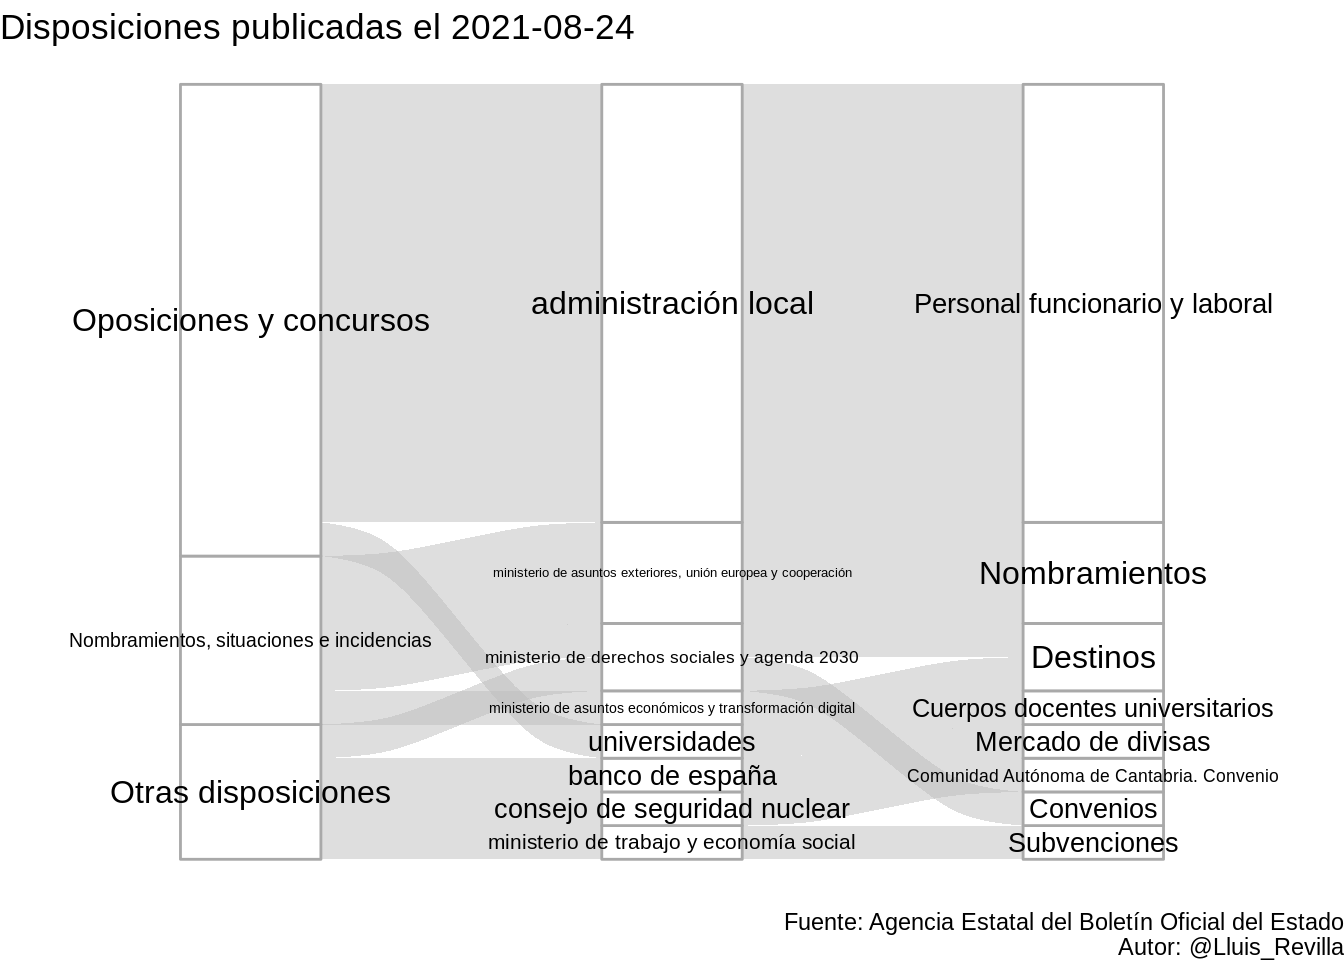 Disposiciones publicadas el 2021-08-24
Oposiciones y concursos
Nombramientos, situaciones e incidencias
Otras disposiciones
administración local
ministerio de asuntos exteriores, unión europea y cooperación
ministerio de derechos sociales y agenda 2030
ministerio de asuntos económicos y transformación digital
universidades
banco de españa
consejo de seguridad nuclear
ministerio de trabajo y economía social
Personal funcionario y laboral
Nombramientos
Destinos
Cuerpos docentes universitarios
Mercado de divisas
Comunidad Autónoma de Cantabria. Convenio
Convenios
Subvenciones
Fuente: Agencia Estatal del Boletín Oficial del Estado
Autor: @Lluis_Revilla